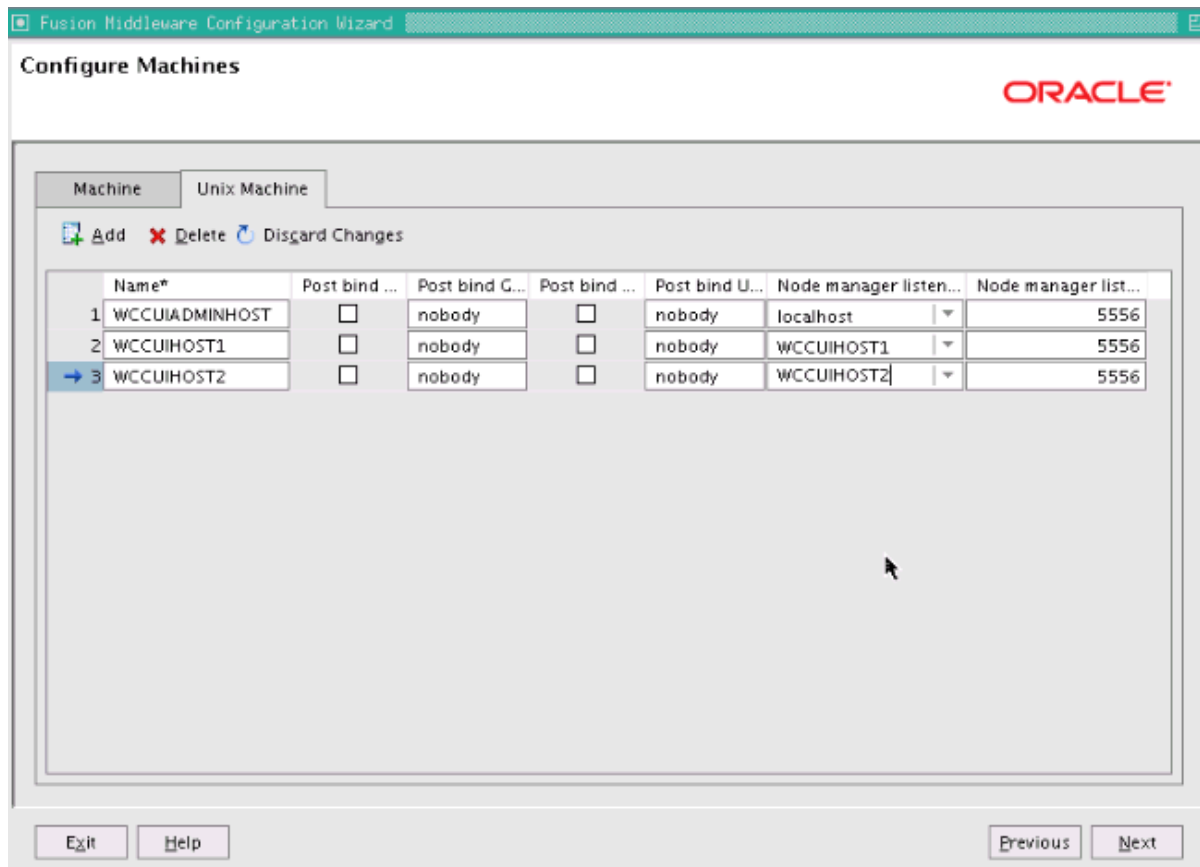 Fusion Middleware Configuration Wizard
Configure Machines
ORACLE
Machine Unix Machine
Add Delete Discard Changes
Name* Post bind ... Post bind G... Post bind ... Post bind U... Node manager listen... Node manager list...
1 WCCUIADMINHOST nobody nobody localhost 5556
2 WCCUIHOST1 nobody nobody WCCUIHOST1 5556
3 WCCUIHOST2 nobody nobody WCCUIHOST2 5556
Exit Help Previous Next